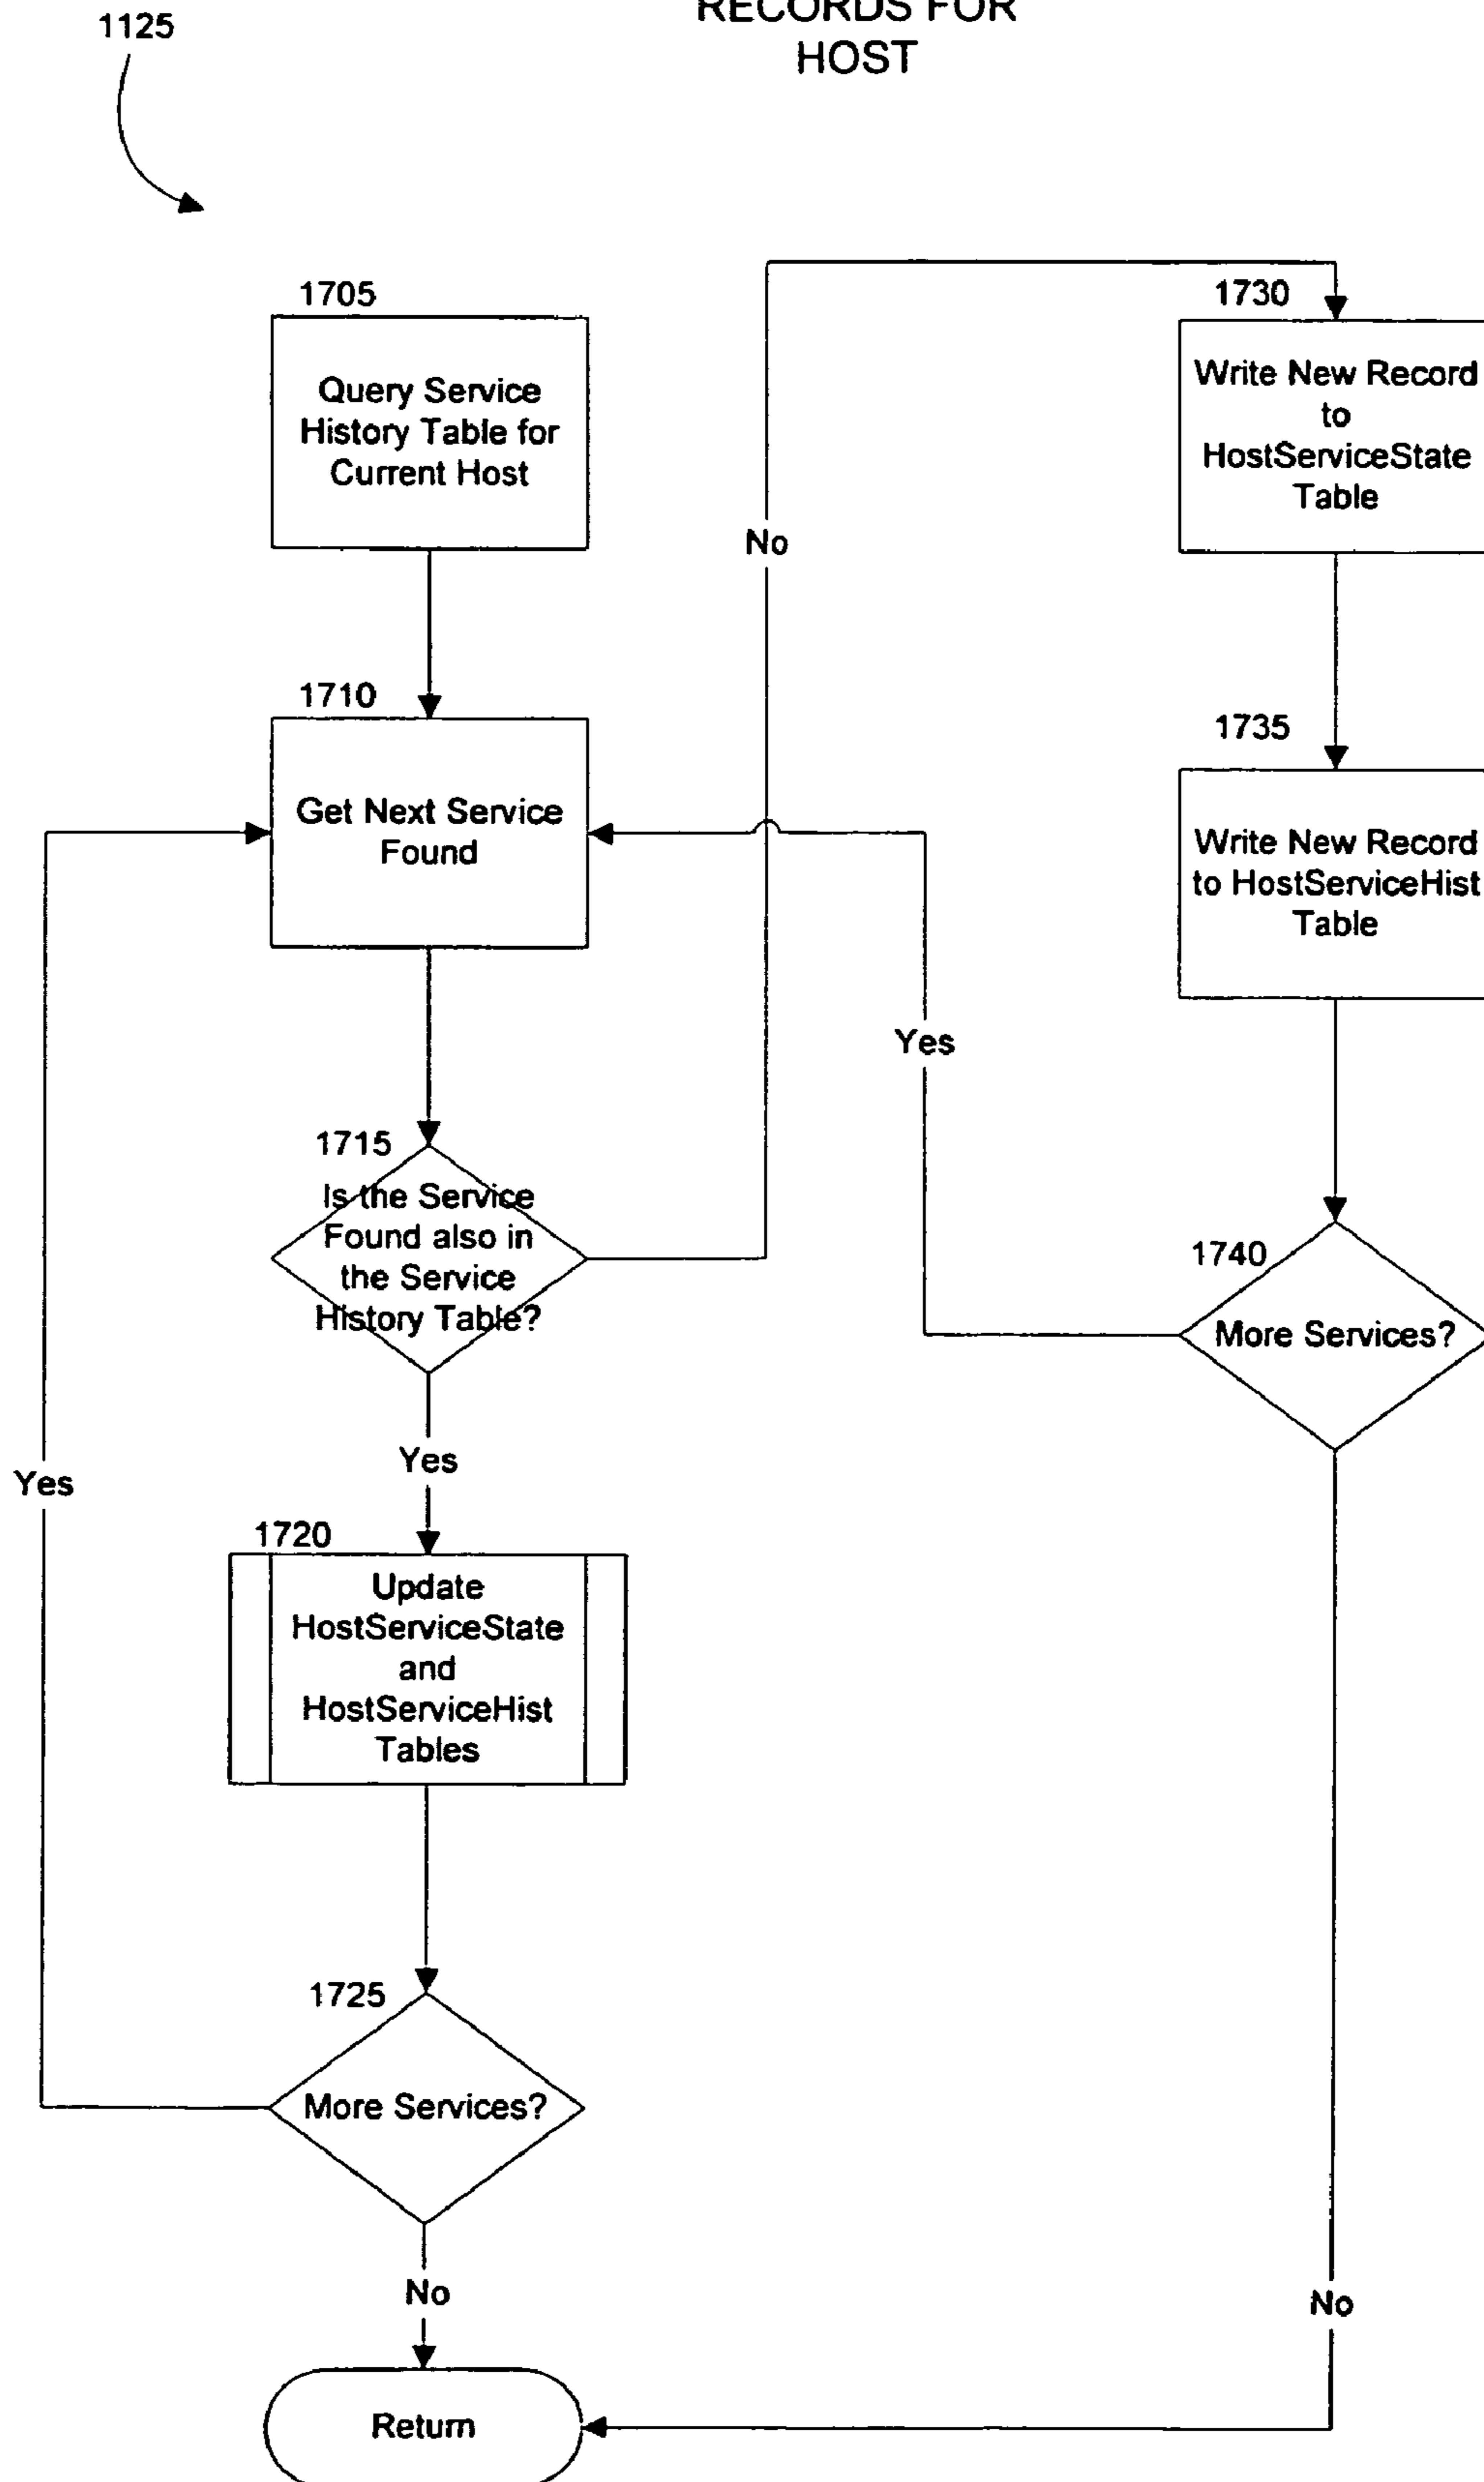 RECORDS FOR
HOST
1125
1705
Query Service
History Table for
Current Host
1710
Get Next Service
Found
1715
Is the Service
Found also in
the Service
History Table?
No
Yes
1720
Update
HostServiceState
and
HostServiceHist
Tables
Yes
1725
More Services?
No
Return
1730
Write New Record
to
HostServiceState
Table
1735
Write New Record
to HostServiceHist
Table
Yes
1740
More Services?
No